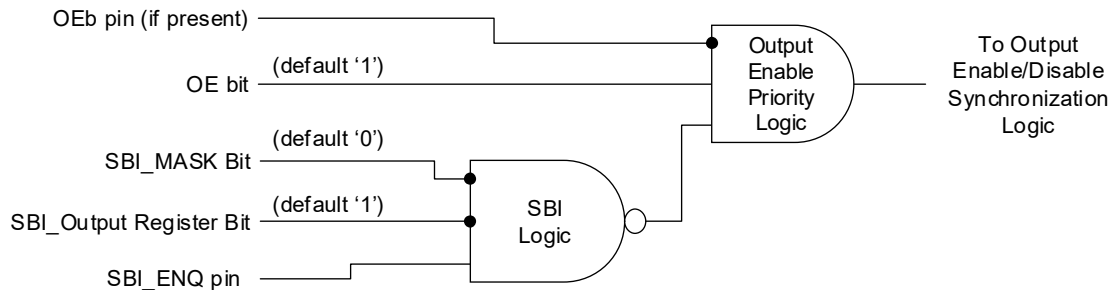 OEb pin (if present)
OE bit
(default ‘1’)
SBI_MASK Bit
(default ‘0’)
SBI_Output Register Bit
(default ‘1’)
SBI_ENQ pin
SBI
Logic
Output
Enable
Priority
Logic
To Output
Enable/Disable
Synchronization
Logic